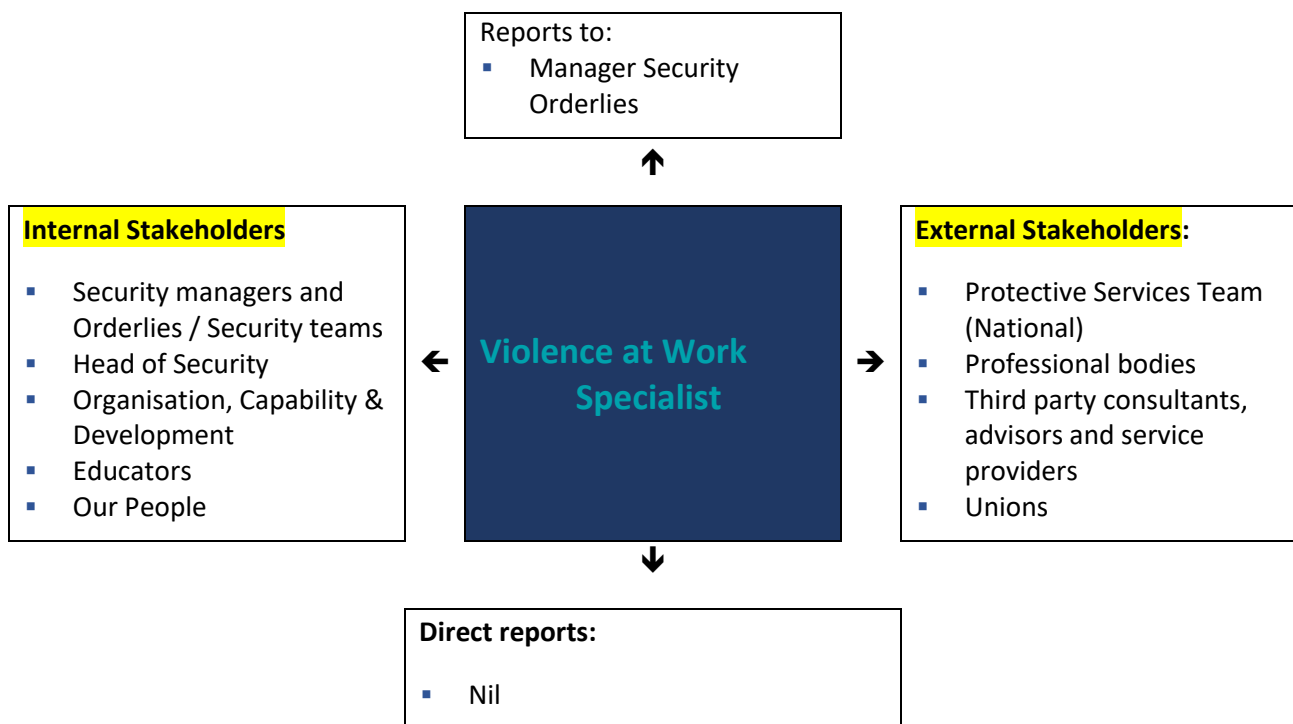 Reports to:
▪ Manager Security
Orderlies
🡱
Internal Stakeholders
▪ Security managers and
Orderlies / Security teams
▪ Head of Security
▪ Organisation, Capability &
Development
▪ Educators
▪ Our People
🡰
Violence at Work
Specialist
🡲
External Stakeholders:
▪ Protective Services Team
(National)
▪ Professional bodies
▪ Third party consultants,
advisors and service
providers
▪ Unions
🡳
Direct reports:
▪ Nil